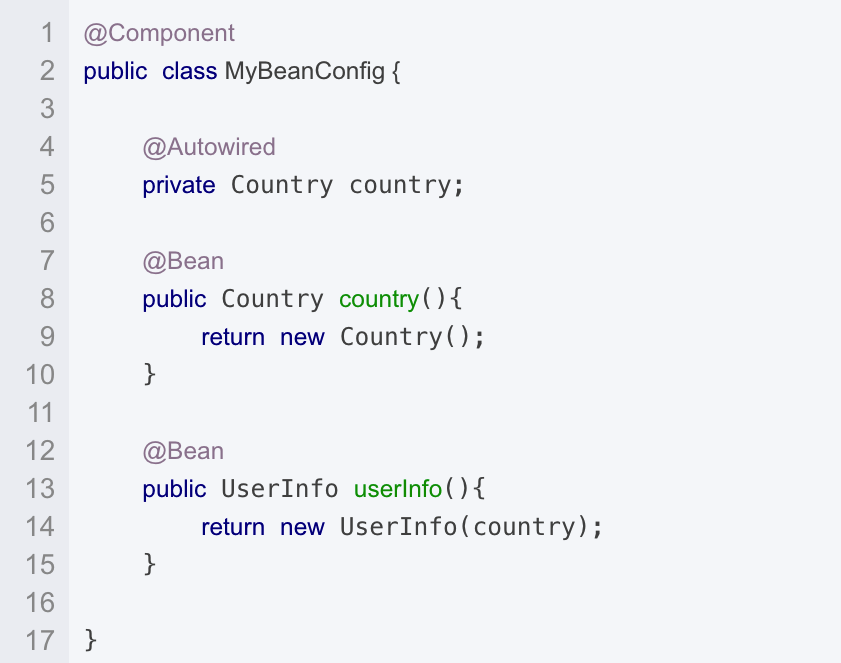 1 @Component
2 public class MyBeanConfig {
3
4 @Autowired
5 private Country country;
6
7 @Bean
8 public Country country(){
9 return new Country();
10 }
11
12 @Bean
13 public UserInfo userInfo(){
14 return new UserInfo(country);
15 }
16
17 }